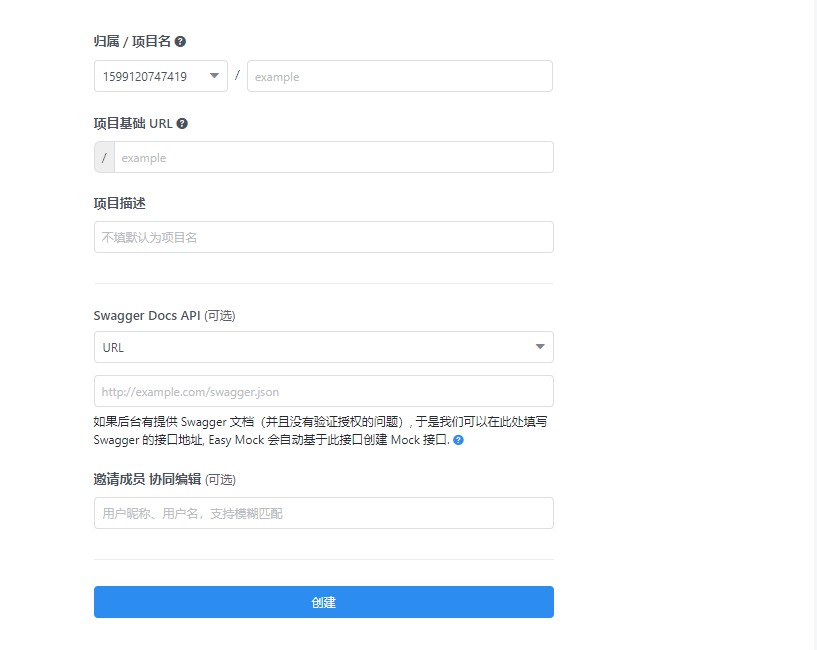 归属 / 项目名 ?
1599120747419 / example
项目基础 URL ?
/ example
项目描述
不填默认为项目名
Swagger Docs API (可选)
URL
http://example.com/swagger.json
如果后台有提供 Swagger 文档（并且没有验证授权的问题）, 于是我们可以在此处填写
Swagger 的接口地址, Easy Mock 会自动基于此接口创建 Mock 接口. ?
邀请成员 协同编辑 (可选)
用户昵称、用户名，支持模糊匹配
创建